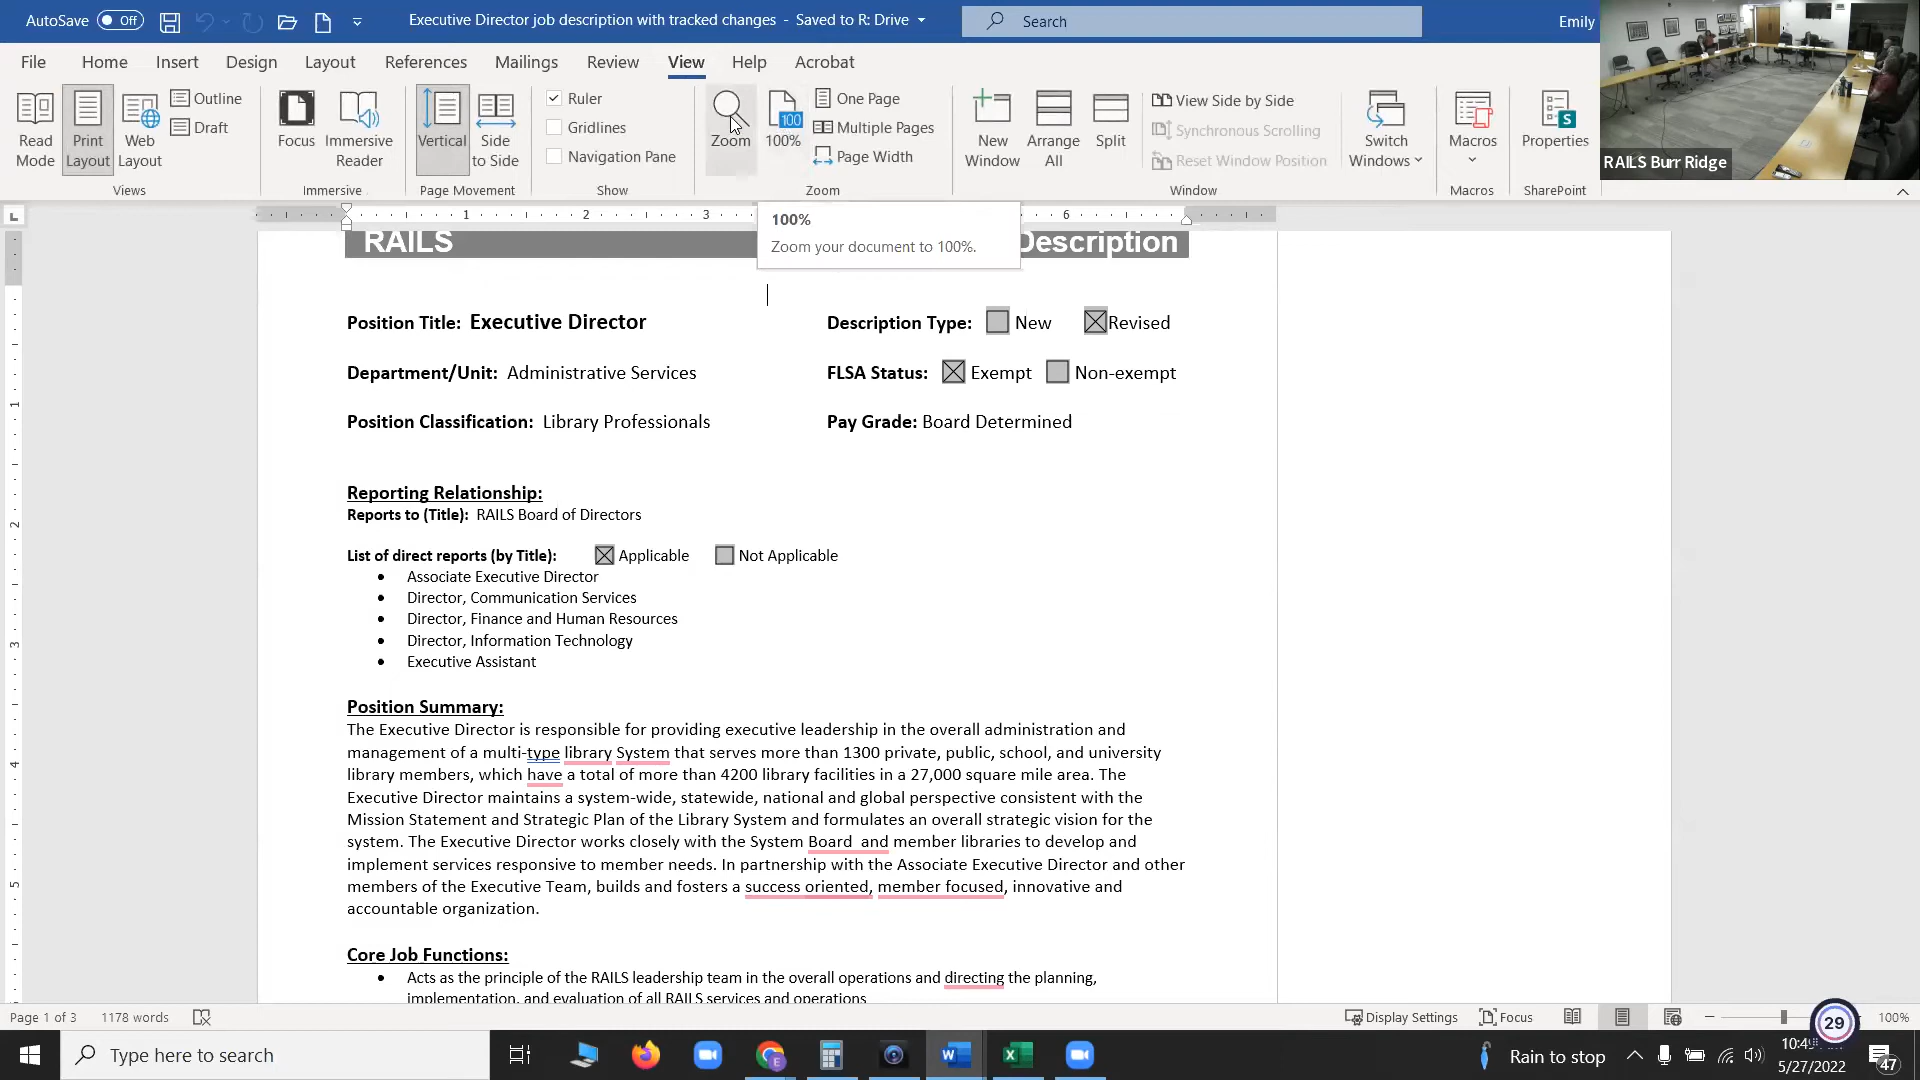 AutoSave Off Executive Director job description with tracked changes - Saved to R: Drive Search Emily
File Home Insert Design Layout References Mailings Review View Help Acrobat
Read Mode
Print Layout
Web Layout
Outline
Draft
Views
Focus
Immersive Reader
Immersive
Vertical
Side to Side
Page Movement
Ruler
Gridlines
Navigation Pane
Show
Zoom
100
100%
One Page
Multiple Pages
Page Width
Zoom
New Window
Arrange All
Split
View Side by Side
Synchronous Scrolling
Reset Window Position
Switch Windows
Window
Macros
Macros
Properties
SharePoint
RAILS Burr Ridge
1 2 3 6
100%
Zoom your document to 100%.
RAILS Description
Position Title: Executive Director Description Type: New Revised
Department/Unit: Administrative Services FLSA Status: Exempt Non-exempt
Position Classification: Library Professionals Pay Grade: Board Determined
Reporting Relationship:
Reports to (Title): RAILS Board of Directors
List of direct reports (by Title): Applicable Not Applicable
• Associate Executive Director
• Director, Communication Services
• Director, Finance and Human Resources
• Director, Information Technology
• Executive Assistant
Position Summary:
The Executive Director is responsible for providing executive leadership in the overall administration and
management of a multi-type library System that serves more than 1300 private, public, school, and university
library members, which have a total of more than 4200 library facilities in a 27,000 square mile area. The
Executive Director maintains a system-wide, statewide, national and global perspective consistent with the
Mission Statement and Strategic Plan of the Library System and formulates an overall strategic vision for the
system. The Executive Director works closely with the System Board and member libraries to develop and
implement services responsive to member needs. In partnership with the Associate Executive Director and other
members of the Executive Team, builds and fosters a success oriented, member focused, innovative and
accountable organization.
Core Job Functions:
• Acts as the principle of the RAILS leadership team in the overall operations and directing the planning,
implementation, and evaluation of all RAILS services and operations
1
2
3
4
5
Page 1 of 3 1178 words Display Settings Focus 100%
29
Type here to search
Rain to stop
10:49
5/27/2022
47